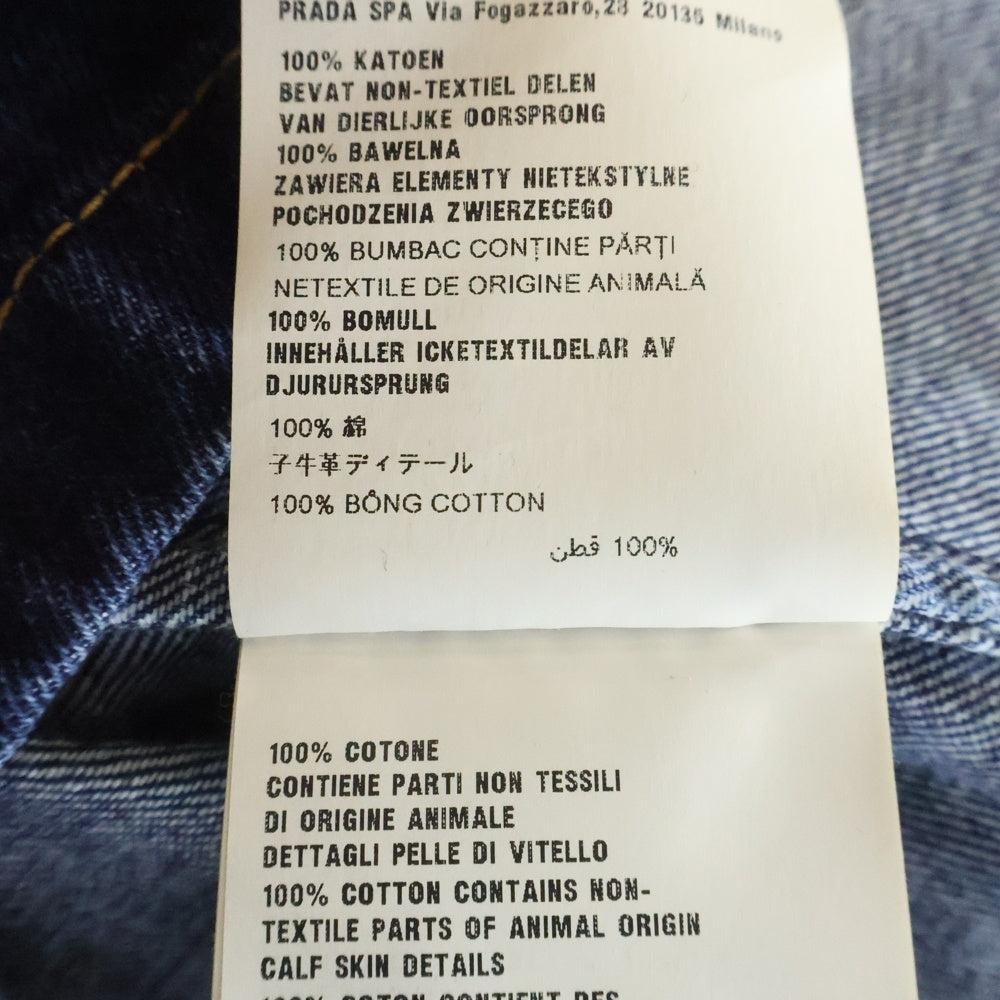 PRADA SPA Via Fogazzaro,28 20135 Milano
100% KATOEN
BEVAT NON-TEXTIEL DELEN
VAN DIERLIJKE OORSPRONG
100% BAWELNA
ZAWIERA ELEMENTY NIETEKSTYLNE
POCHODZENIA ZWIERZECEGO
100% BUMBAC CONȚINE PĂRȚI
NETEXTILE DE ORIGINE ANIMALĂ
100% BOMULL
INNEHÅLLER ICKETEXTILDELAR AV
DJURURSPRUNG
100% 綿
子牛革ディテール
100% BÔNG COTTON
100% قطن
100% COTONE
CONTIENE PARTI NON TESSILI
DI ORIGINE ANIMALE
DETTAGLI PELLE DI VITELLO
100% COTTON CONTAINS NON-
TEXTILE PARTS OF ANIMAL ORIGIN
CALF SKIN DETAILS
100% COTON CONTIENT DES